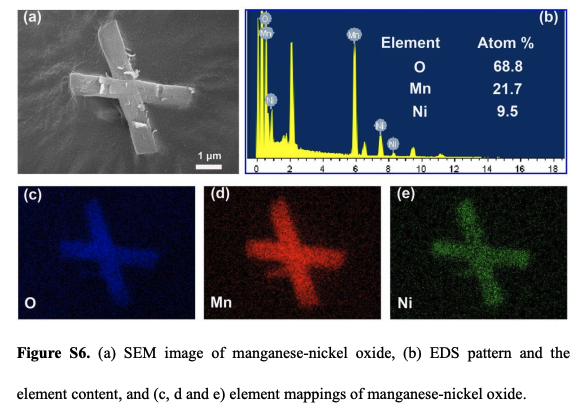 (a)
1 µm
(b)
O
Mn
Ni
Mn
Ni
Ni
Element Atom %
O 68.8
Mn 21.7
Ni 9.5
0 2 4 6 8 10 12 14 16 18
(c)
O
(d)
Mn
(e)
Ni
Figure S6. (a) SEM image of manganese-nickel oxide, (b) EDS pattern and the
element content, and (c, d and e) element mappings of manganese-nickel oxide.